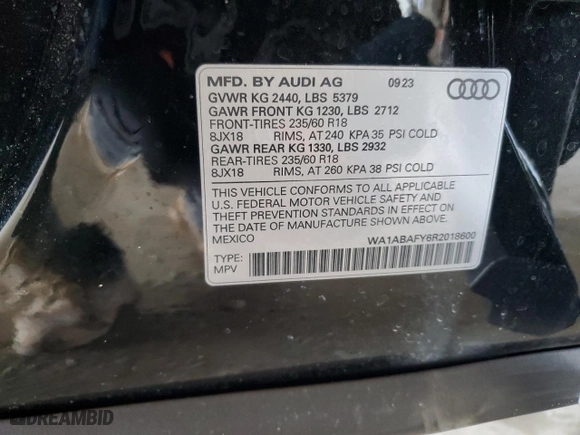 MFD. BY AUDI AG 09 23
GVWR KG 2440, LBS 5379
GAWR FRONT KG 1230, LBS 2712
FRONT-TIRES 235/60 R18
8JX18 RIMS, AT 240 KPA 35 PSI COLD
GAWR REAR KG 1330, LBS 2932
REAR-TIRES 235/60 R18
8JX18 RIMS, AT 260 KPA 38 PSI COLD
THIS VEHICLE CONFORMS TO ALL APPLICABLE
U.S. FEDERAL MOTOR VEHICLE SAFETY AND
THEFT PREVENTION STANDARDS IN EFFECT ON
THE DATE OF MANUFACTURE SHOWN ABOVE.
MEXICO WA1ABAFY6R2018600
TYPE:
MPV
DREAMBID